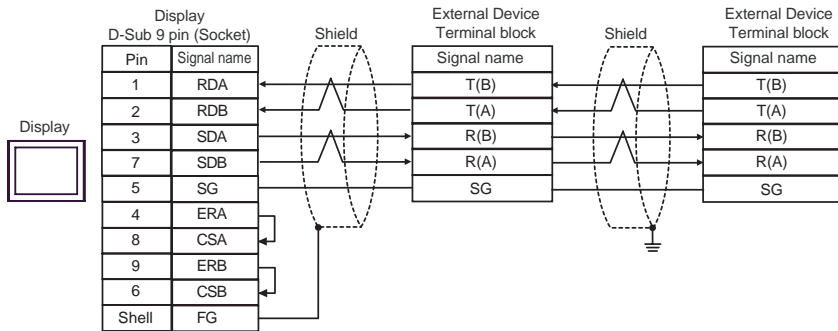 Display
D-Sub 9 pin (Socket)
Shield
External Device
Terminal block
Shield
External Device
Terminal block
Display
Pin Signal name
1 RDA
2 RDB
3 SDA
7 SDB
5 SG
4 ERA
8 CSA
9 ERB
6 CSB
Shell FG
Signal name
T(B)
T(A)
R(B)
R(A)
SG
Signal name
T(B)
T(A)
R(B)
R(A)
SG